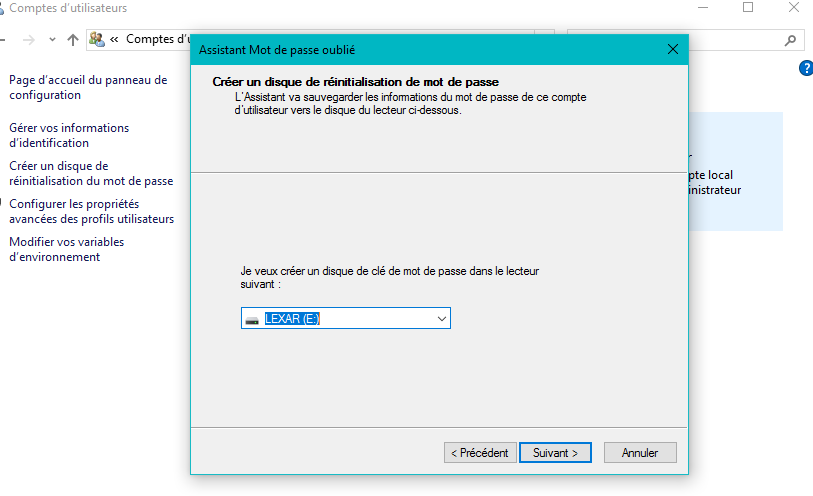 Comptes d'utilisateurs
« Comptes d'u
Page d'accueil du panneau de
configuration
Gérer vos informations
d'identification
Créer un disque de
réinitialisation du mot de passe
Configurer les propriétés
avancées des profils utilisateurs
Modifier vos variables
d'environnement
Assistant Mot de passe oublié
Créer un disque de réinitialisation de mot de passe
L'Assistant va sauvegarder les informations du mot de passe de ce compte
d'utilisateur vers le disque du lecteur ci-dessous.
Je veux créer un disque de clé de mot de passe dans le lecteur
suivant :
LEXAR (E:)
< Précédent
Suivant >
Annuler
?
r
pte local
inistrateur